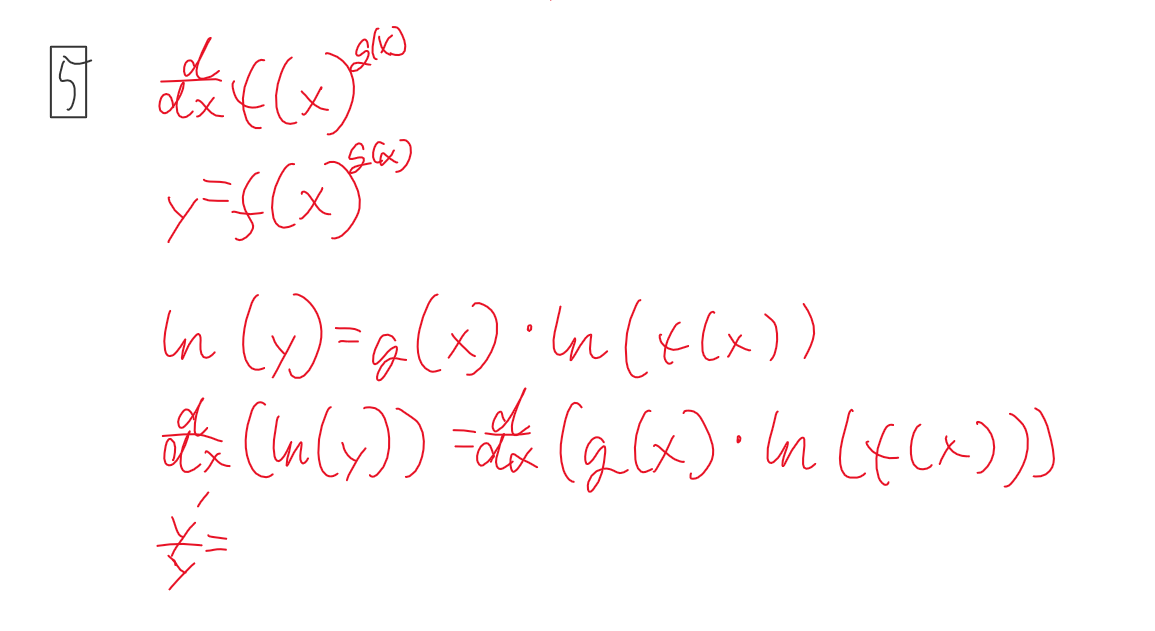 5 d/dx f(x)^g(x)
y=f(x)^g(x)
ln(y)=g(x)·ln(f(x))
d/dx(ln(y))=d/dx(g(x)·ln(f(x)))
y'/y=